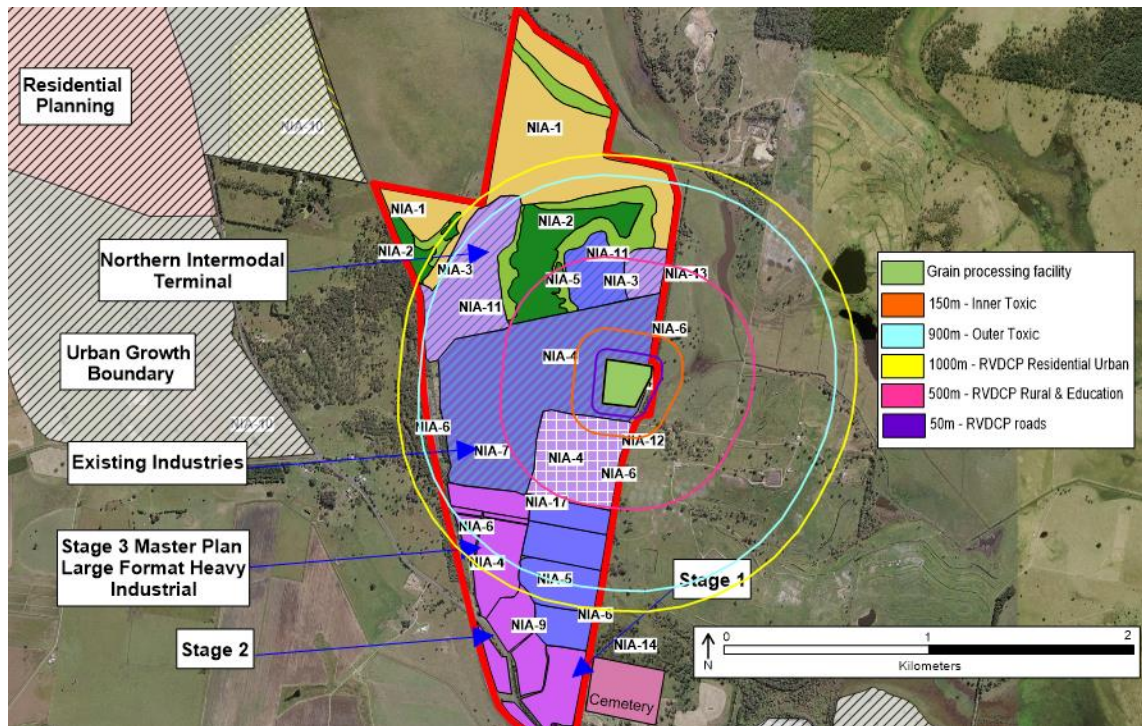 Residential
Planning
NIA-10
NIA-1
NIA-1
NIA-2
NIA-2
Northern Intermodal
Terminal
NIA-3
NIA-11
NIA-5
NIA-3
NIA-13
NIA-11
NIA-6
NIA-4
Urban Growth
Boundary
NIA-10
NIA-6
NIA-12
Existing Industries
NIA-7
NIA-4
NIA-6
NIA-17
NIA-6
Stage 3 Master Plan
Large Format Heavy
Industrial
NIA-4
NIA-5
Stage 1
NIA-6
NIA-9
Stage 2
NIA-14
Cemetery
Grain processing facility
150m - Inner Toxic
900m - Outer Toxic
1000m - RVDCP Residential Urban
500m - RVDCP Rural & Education
50m - RVDCP roads
0 1 2
N
Kilometers